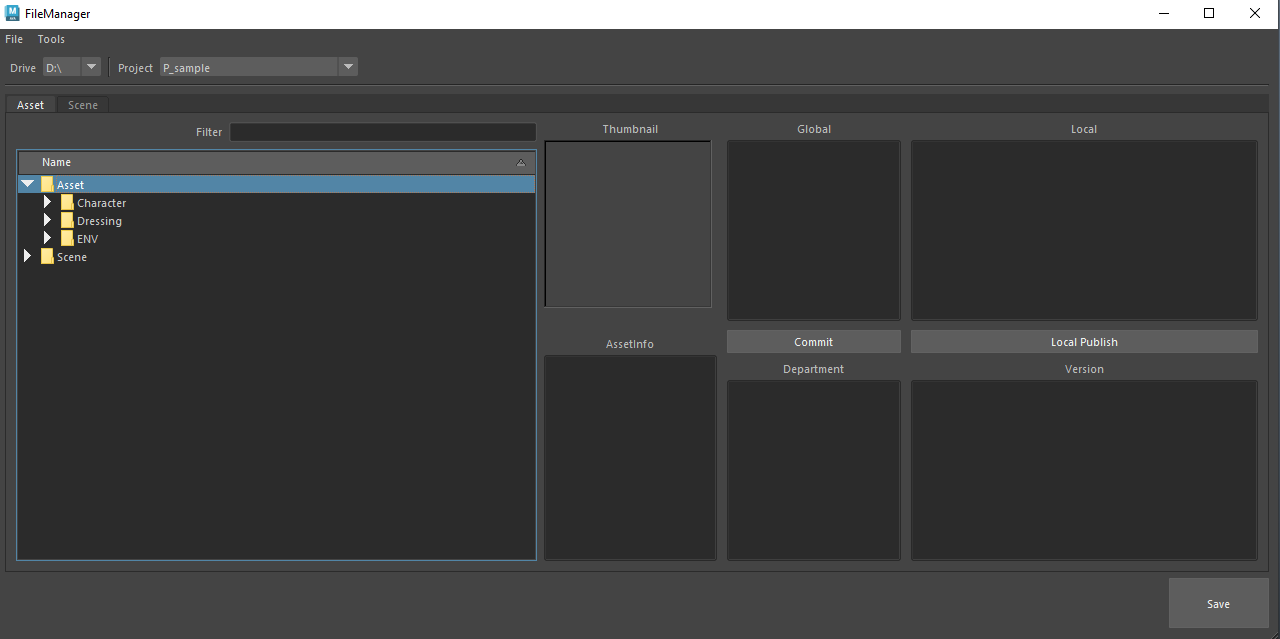 FileManager
File Tools
Drive D:\ Project P_sample
Asset Scene
Filter
Name
Asset
Character
Dressing
ENV
Scene
Thumbnail
AssetInfo
Global
Commit
Department
Local
Local Publish
Version
Save